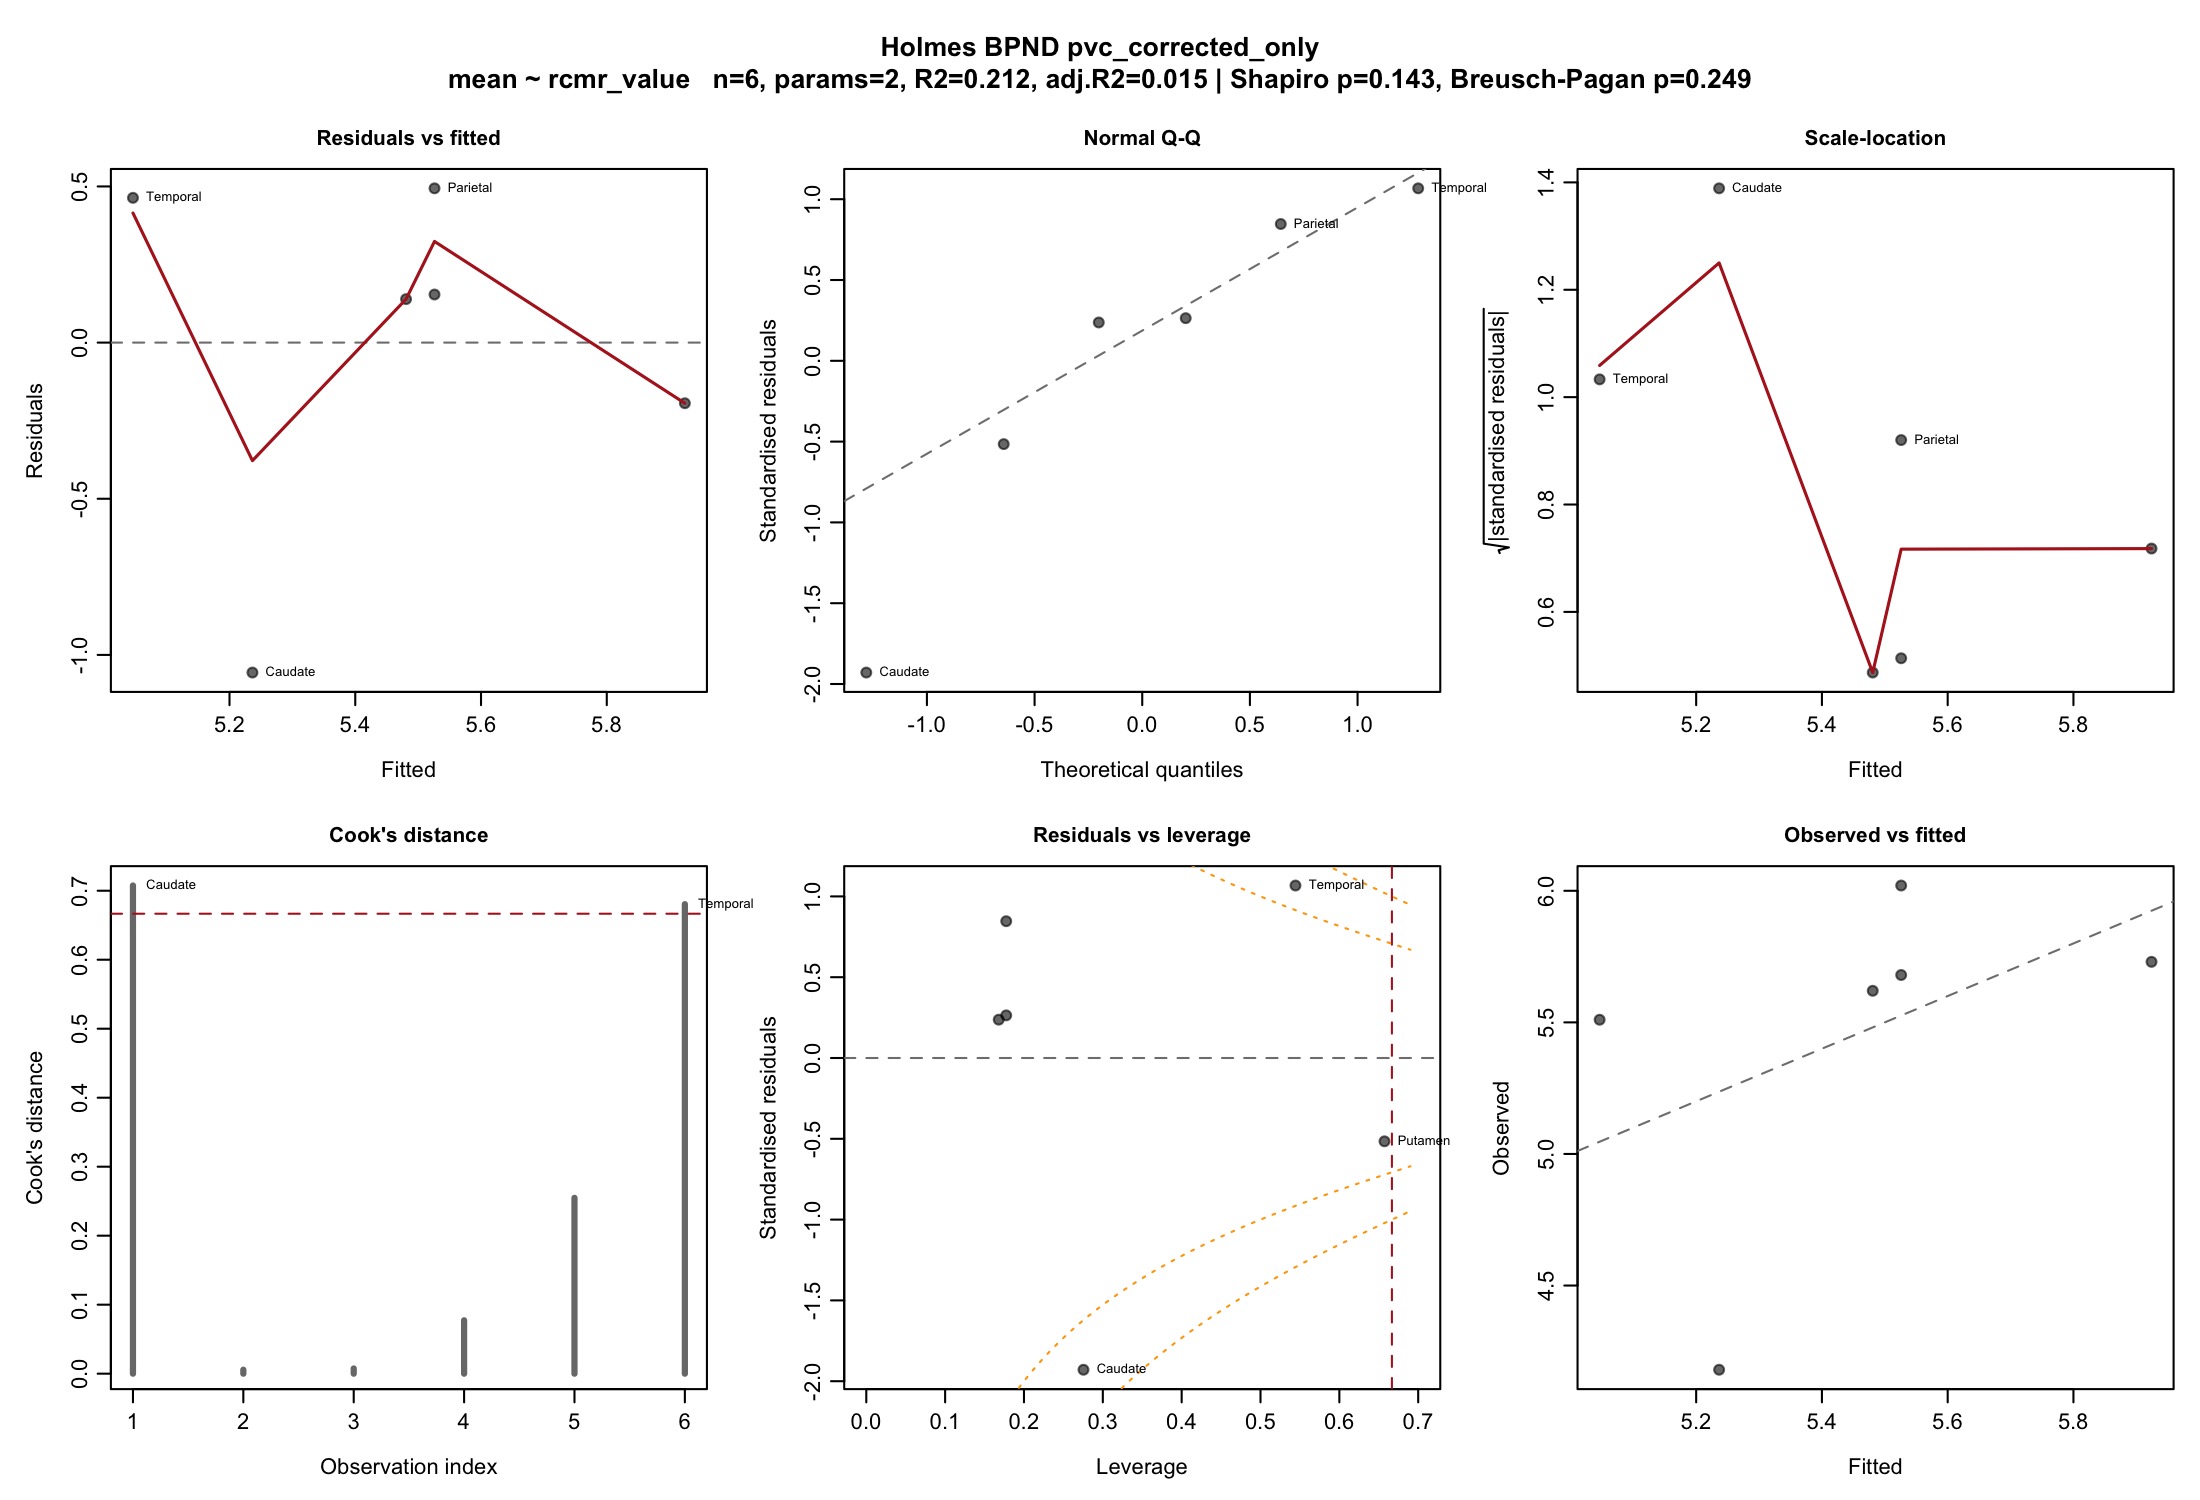 Holmes BPND pvc_corrected_only
mean ~ rcmr_value   n=6, params=2, R2=0.212, adj.R2=0.015 | Shapiro p=0.143, Breusch-Pagan p=0.249
Residuals vs fitted
Residuals
0.5
0.0
-0.5
-1.0
Temporal
Parietal
Caudate
5.2 5.4 5.6 5.8
Fitted
Normal Q-Q
Standardised residuals
1.0
0.5
0.0
-0.5
-1.0
-1.5
-2.0
Temporal
Parietal
Caudate
-1.0 -0.5 0.0 0.5 1.0
Theoretical quantiles
Scale-location
√|standardised residuals|
1.4
1.2
1.0
0.8
0.6
Caudate
Temporal
Parietal
5.2 5.4 5.6 5.8
Fitted
Cook's distance
Cook's distance
0.7
0.6
0.5
0.4
0.3
0.2
0.1
0.0
Caudate
Temporal
1 2 3 4 5 6
Observation index
Residuals vs leverage
Standardised residuals
1.0
0.5
0.0
-0.5
-1.0
-1.5
-2.0
Temporal
Putamen
Caudate
0.0 0.1 0.2 0.3 0.4 0.5 0.6 0.7
Leverage
Observed vs fitted
Observed
6.0
5.5
5.0
4.5
5.2 5.4 5.6 5.8
Fitted